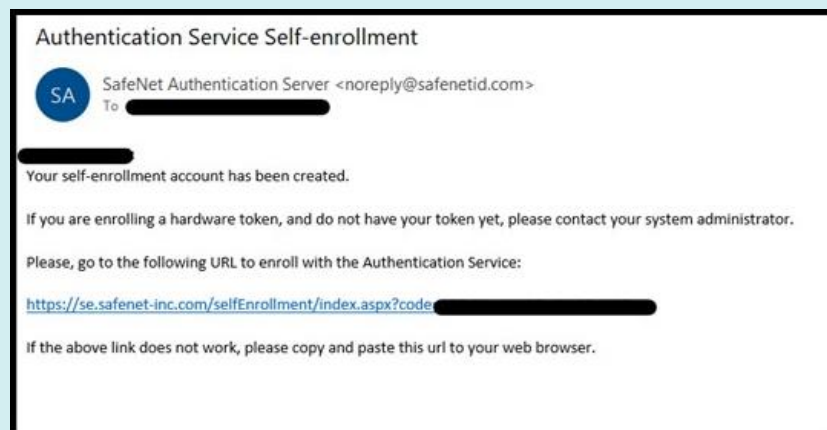 Authentication Service Self-enrollment
SA
SafeNet Authentication Server <noreply@safenetid.com>
To
Your self-enrollment account has been created.
If you are enrolling a hardware token, and do not have your token yet, please contact your system administrator.
Please, go to the following URL to enroll with the Authentication Service:
https://se.safenet-inc.com/selfEnrollment/index.aspx?code
If the above link does not work, please copy and paste this url to your web browser.